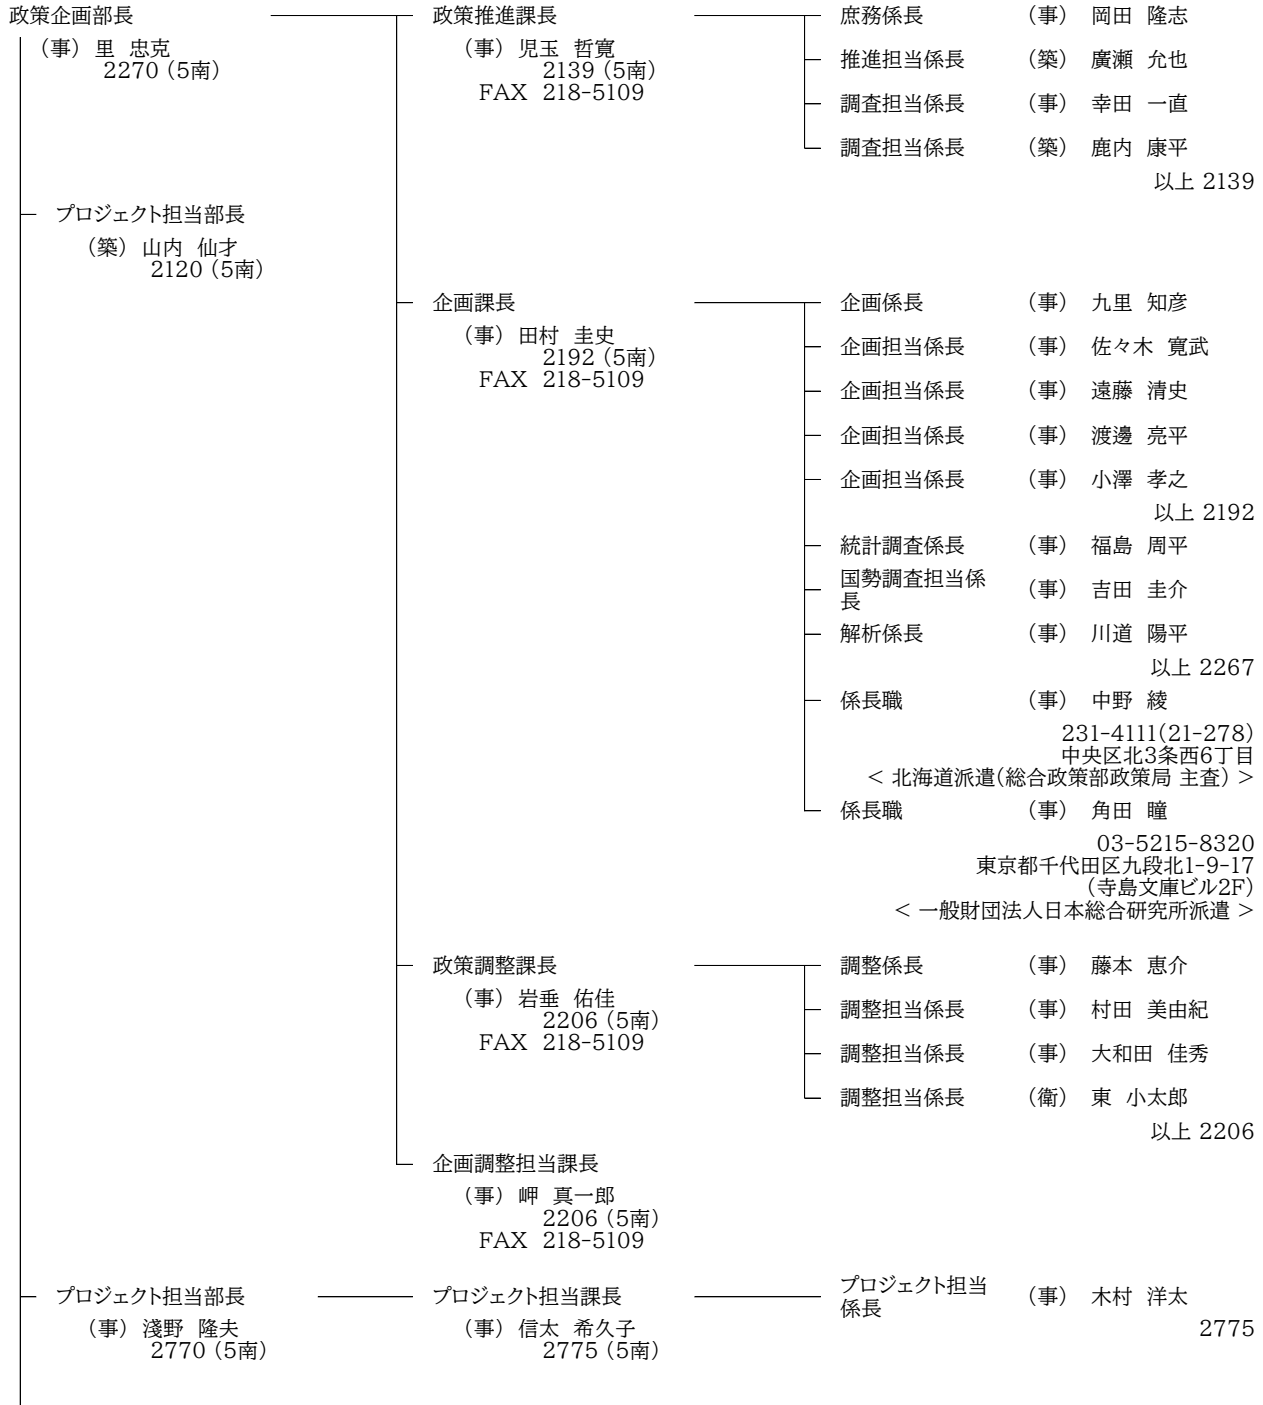 政策企画部長 政策推進課長 庶務係長 （事） 岡田 隆志
（事） 里 忠克 （事） 児玉 哲寛
2270 （5南） 2139 （5南） 推進担当係長 （築） 廣瀬 允也
FAX 218-5109
調査担当係長 （事） 幸田 一直
調査担当係長 （築） 鹿内 康平
以上 2139
プロジェクト担当部長
（築） 山内 仙才
2120 （5南）
企画課長 企画係長 （事） 九里 知彦
（事） 田村 圭史
2192 （5南） 企画担当係長 （事） 佐々木 寛武
FAX 218-5109
企画担当係長 （事） 遠藤 清史
企画担当係長 （事） 渡邊 亮平
企画担当係長 （事） 小澤 孝之
以上 2192
統計調査係長 （事） 福島 周平
国勢調査担当係
長 （事） 吉田 圭介
解析係長 （事） 川道 陽平
以上 2267
係長職 （事） 中野 綾
231-4111(21-278)
中央区北3条西6丁目
＜ 北海道派遣（総合政策部政策局 主査） ＞
係長職 （事） 角田 瞳
03-5215-8320
東京都千代田区九段北1-9-17
（寺島文庫ビル2F）
＜ 一般財団法人日本総合研究所派遣 ＞
政策調整課長 調整係長 （事） 藤本 恵介
（事） 岩垂 佑佳
2206 （5南） 調整担当係長 （事） 村田 美由紀
FAX 218-5109
調整担当係長 （事） 大和田 佳秀
調整担当係長 （衛） 東 小太郎
以上 2206
企画調整担当課長
（事） 岬 真一郎
2206 （5南）
FAX 218-5109
プロジェクト担当部長 プロジェクト担当課長 プロジェクト担当
係長 （事） 木村 洋太
（事） 淺野 隆夫 （事） 信太 希久子 2775
2770 （5南） 2775 （5南）